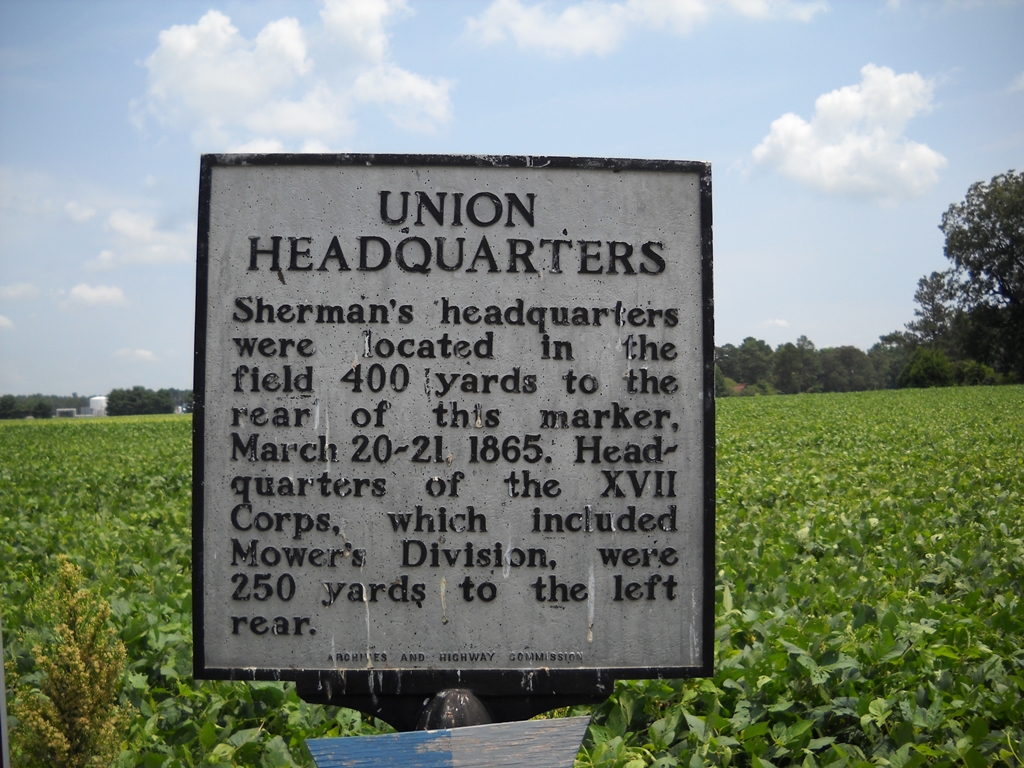 UNION
HEADQUARTERS
Sherman's headquarters
were located in the
field 400 yards to the
rear of this marker,
March 20-21, 1865. Head-
quarters of the XVII
Corps, which included
Mower's Division, were
250 yards to the left
rear.
ARCHIVES AND HIGHWAY COMMISSION